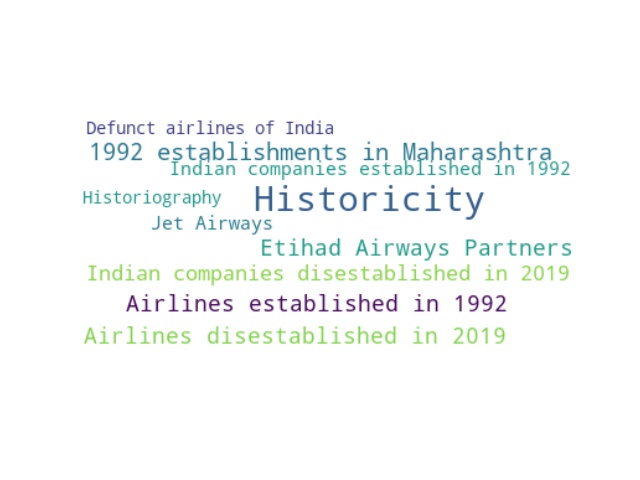 Defunct airlines of India
1992 establishments in Maharashtra
Indian companies established in 1992
Historiography
Historicity
Jet Airways
Etihad Airways Partners
Indian companies disestablished in 2019
Airlines established in 1992
Airlines disestablished in 2019